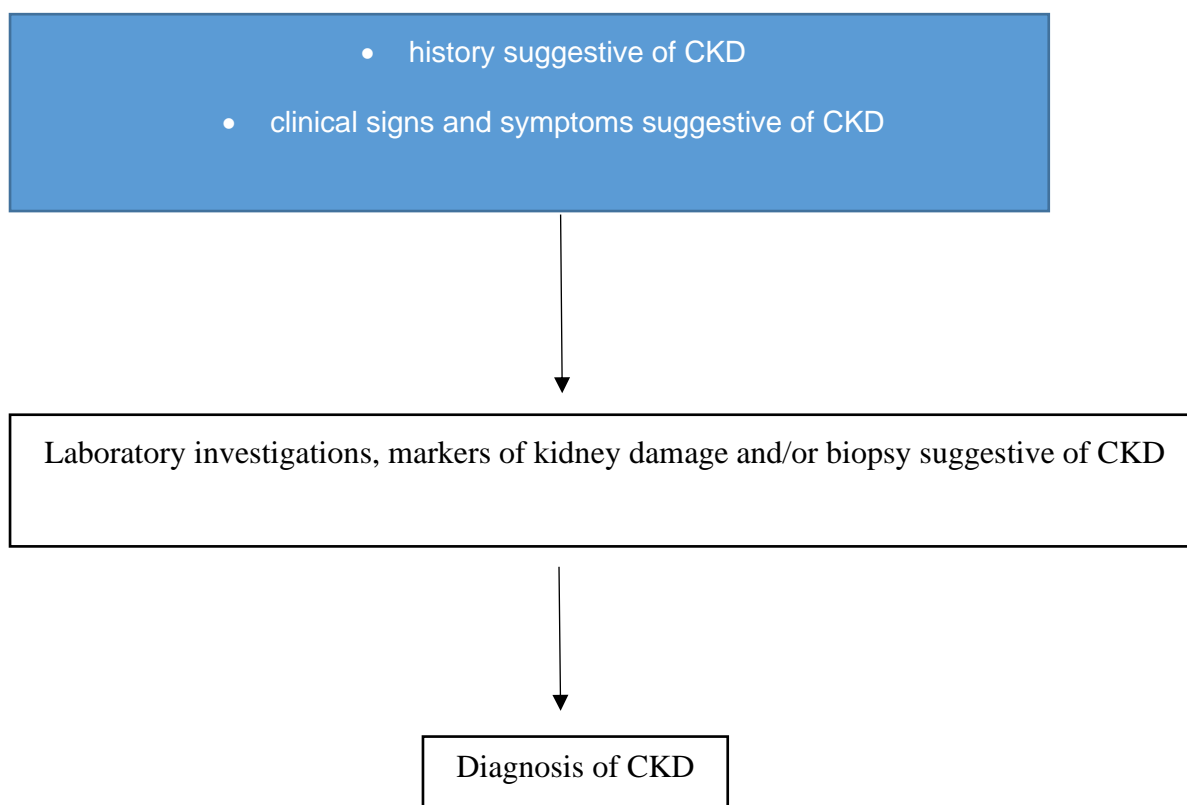 • history suggestive of CKD
• clinical signs and symptoms suggestive of CKD
Laboratory investigations, markers of kidney damage and/or biopsy suggestive of CKD
Diagnosis of CKD